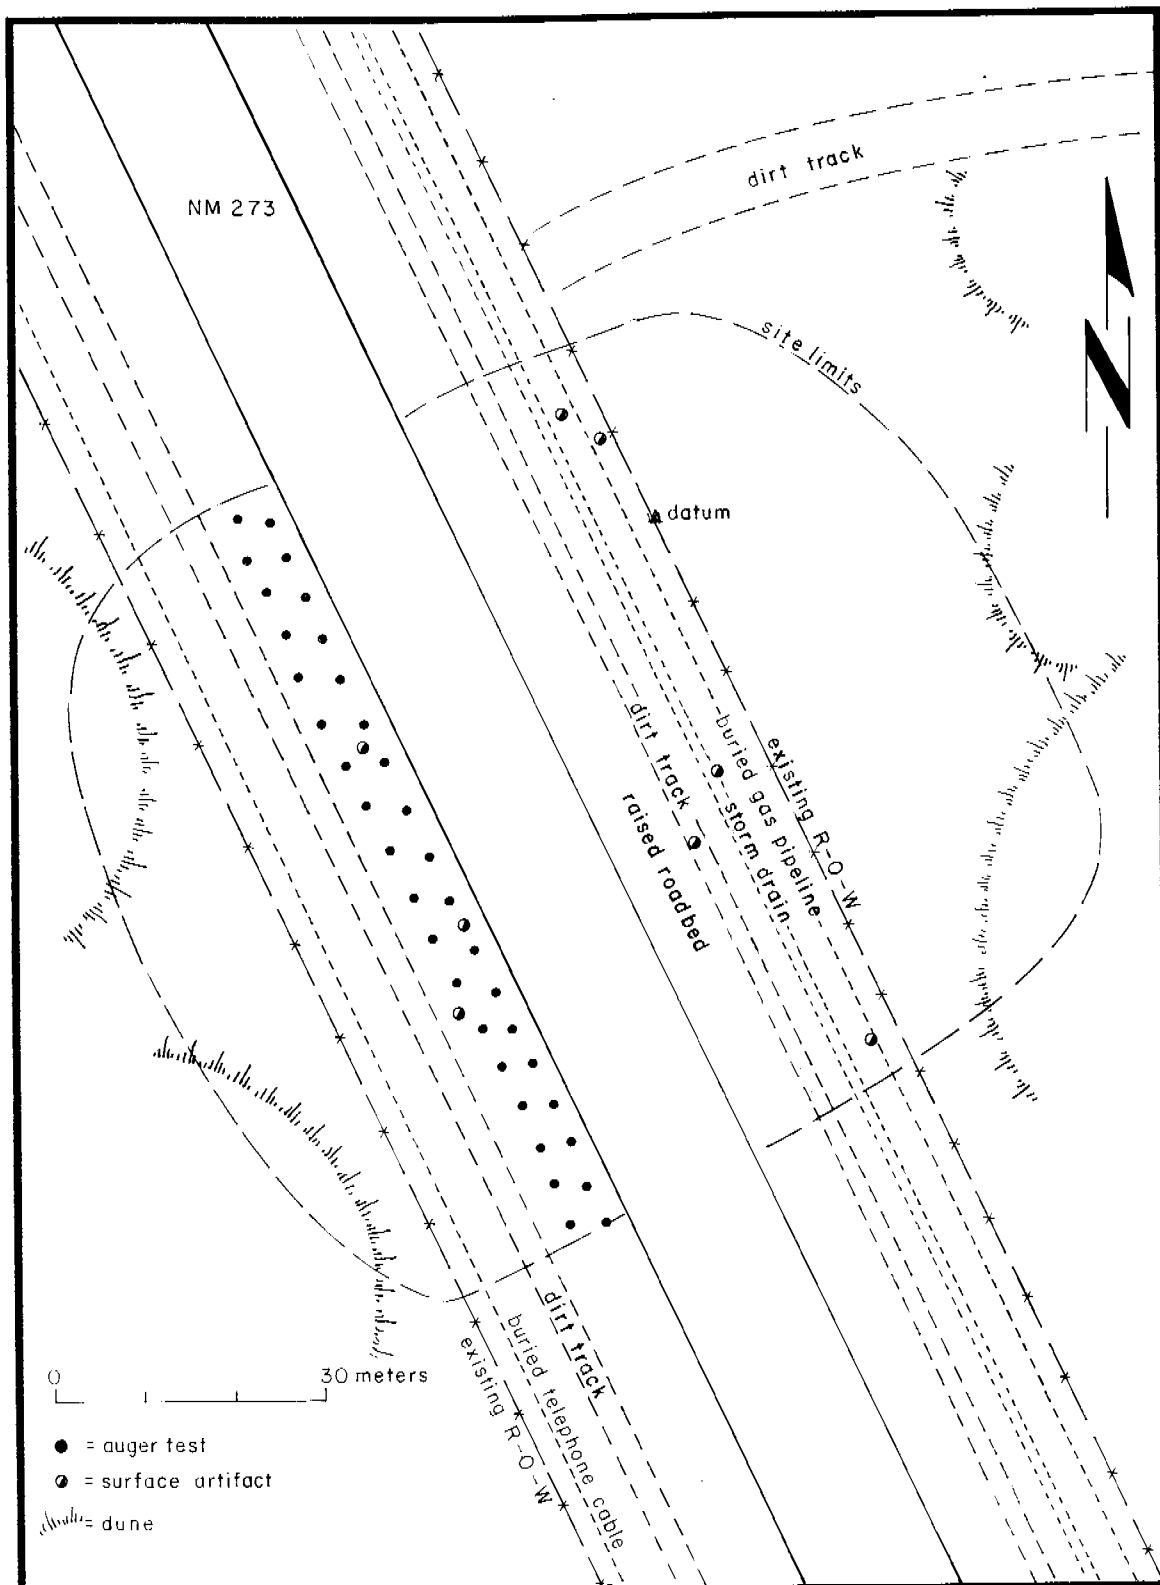 dirt track
NM 273
N
site limits
datum
dirt track
raised roadbed
storm drain
buried gas pipeline
existing R-O-W
dirt track
buried telephone cable
existing R-O-W
0 30 meters
= auger test
= surface artifact
= dune